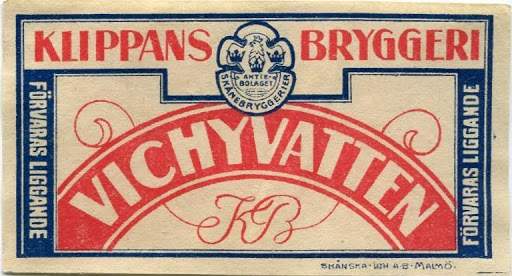 KLIPPANS BRYGGERI
AKTIE-
BOLAGET
SKÅNEBRYGGERIER
FÖRVARAS LIGGANDE
VICHYVATTEN
FÖRVARAS LIGGANDE
KB
SKÅNSKA LITH. A-B- MALMÖ.